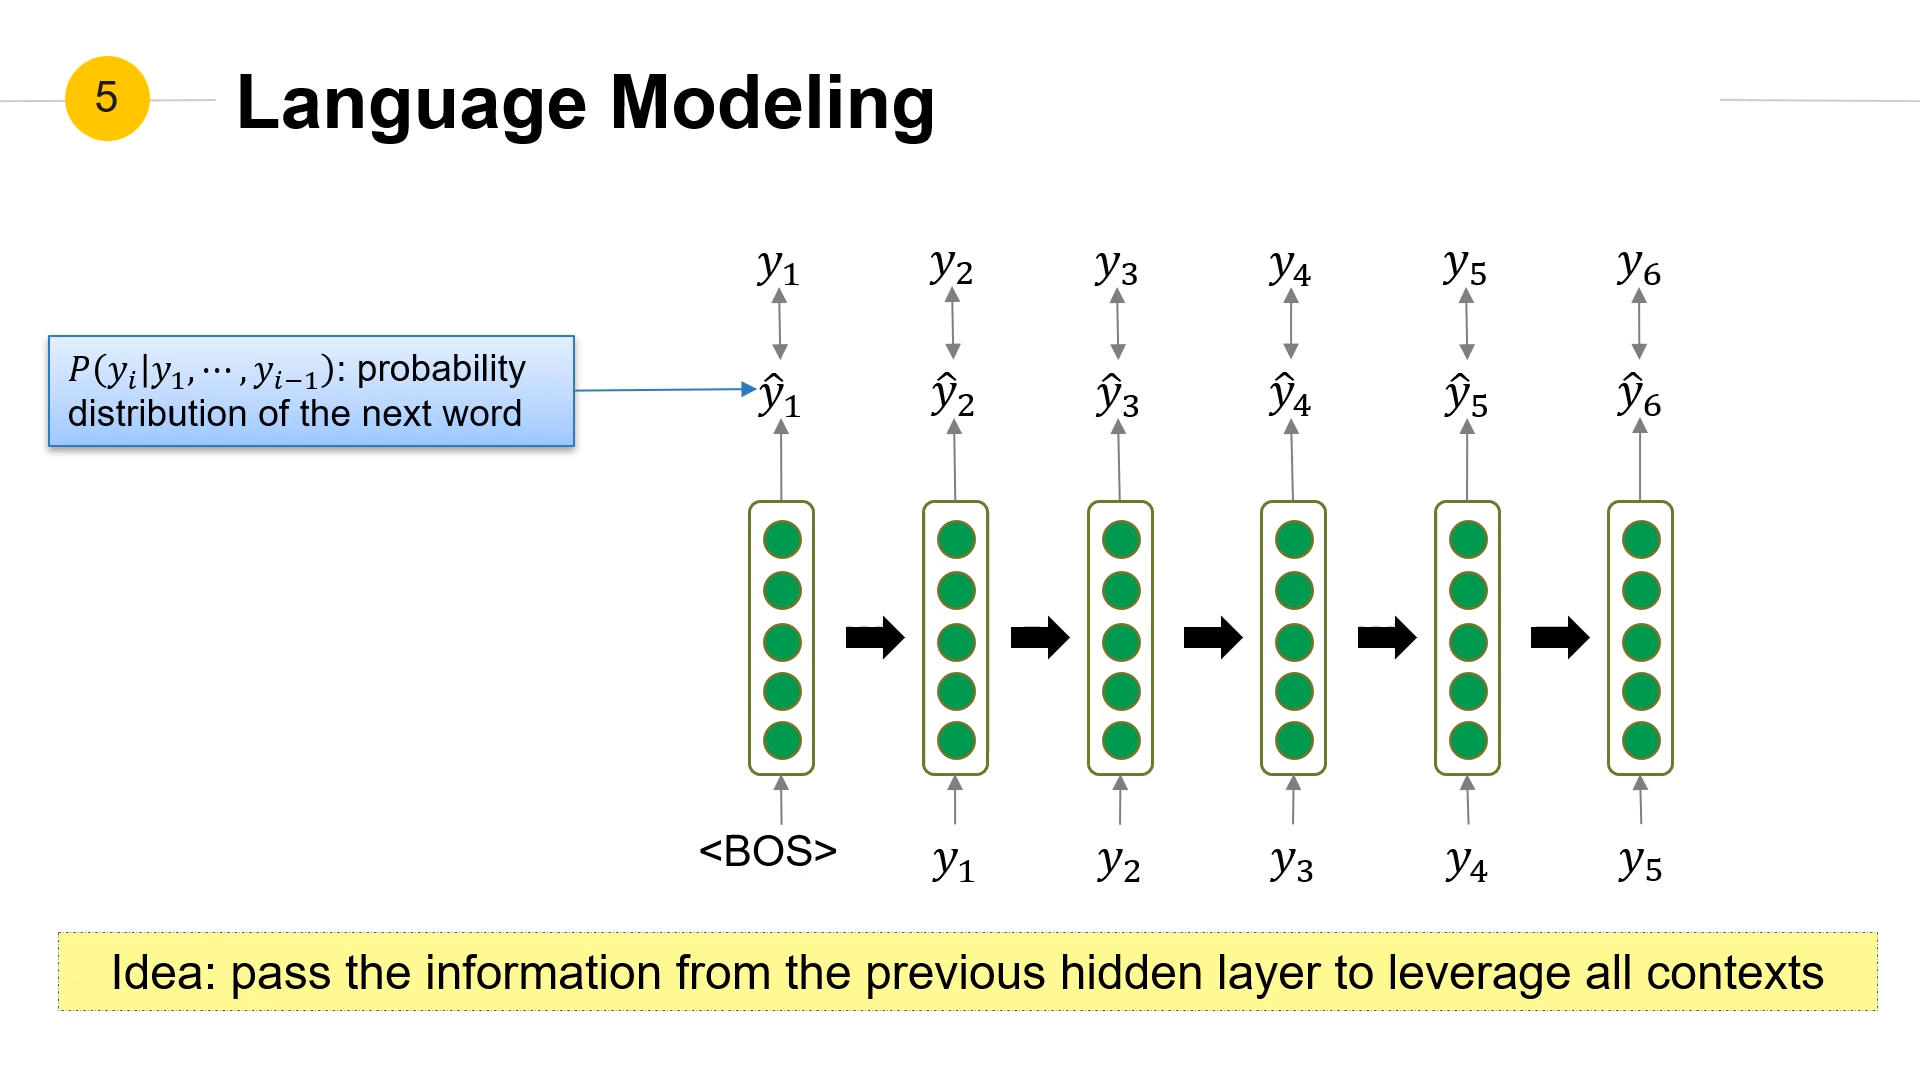 5
Language Modeling
y₁ y₂ y₃ y₄ y₅ y₆
P(yᵢ|y₁, ⋯ , yᵢ₋₁): probability
distribution of the next word
ŷ₁ ŷ₂ ŷ₃ ŷ₄ ŷ₅ ŷ₆
<BOS> y₁ y₂ y₃ y₄ y₅
Idea: pass the information from the previous hidden layer to leverage all contexts